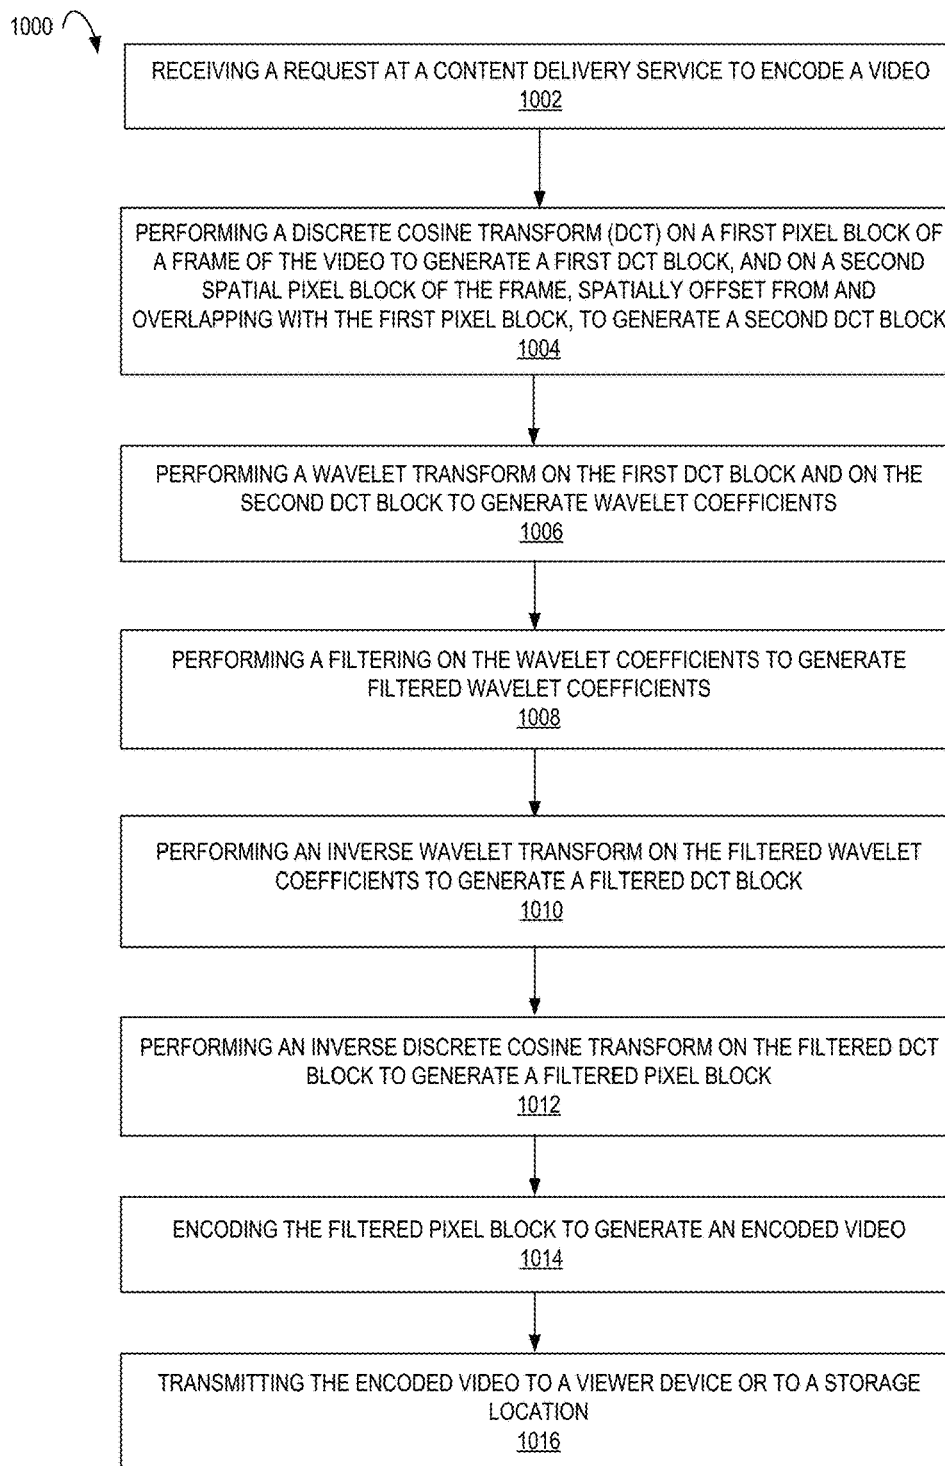 1000
RECEIVING A REQUEST AT A CONTENT DELIVERY SERVICE TO ENCODE A VIDEO
1002
PERFORMING A DISCRETE COSINE TRANSFORM (DCT) ON A FIRST PIXEL BLOCK OF
A FRAME OF THE VIDEO TO GENERATE A FIRST DCT BLOCK, AND ON A SECOND
SPATIAL PIXEL BLOCK OF THE FRAME, SPATIALLY OFFSET FROM AND
OVERLAPPING WITH THE FIRST PIXEL BLOCK, TO GENERATE A SECOND DCT BLOCK
1004
PERFORMING A WAVELET TRANSFORM ON THE FIRST DCT BLOCK AND ON THE
SECOND DCT BLOCK TO GENERATE WAVELET COEFFICIENTS
1006
PERFORMING A FILTERING ON THE WAVELET COEFFICIENTS TO GENERATE
FILTERED WAVELET COEFFICIENTS
1008
PERFORMING AN INVERSE WAVELET TRANSFORM ON THE FILTERED WAVELET
COEFFICIENTS TO GENERATE A FILTERED DCT BLOCK
1010
PERFORMING AN INVERSE DISCRETE COSINE TRANSFORM ON THE FILTERED DCT
BLOCK TO GENERATE A FILTERED PIXEL BLOCK
1012
ENCODING THE FILTERED PIXEL BLOCK TO GENERATE AN ENCODED VIDEO
1014
TRANSMITTING THE ENCODED VIDEO TO A VIEWER DEVICE OR TO A STORAGE
LOCATION
1016